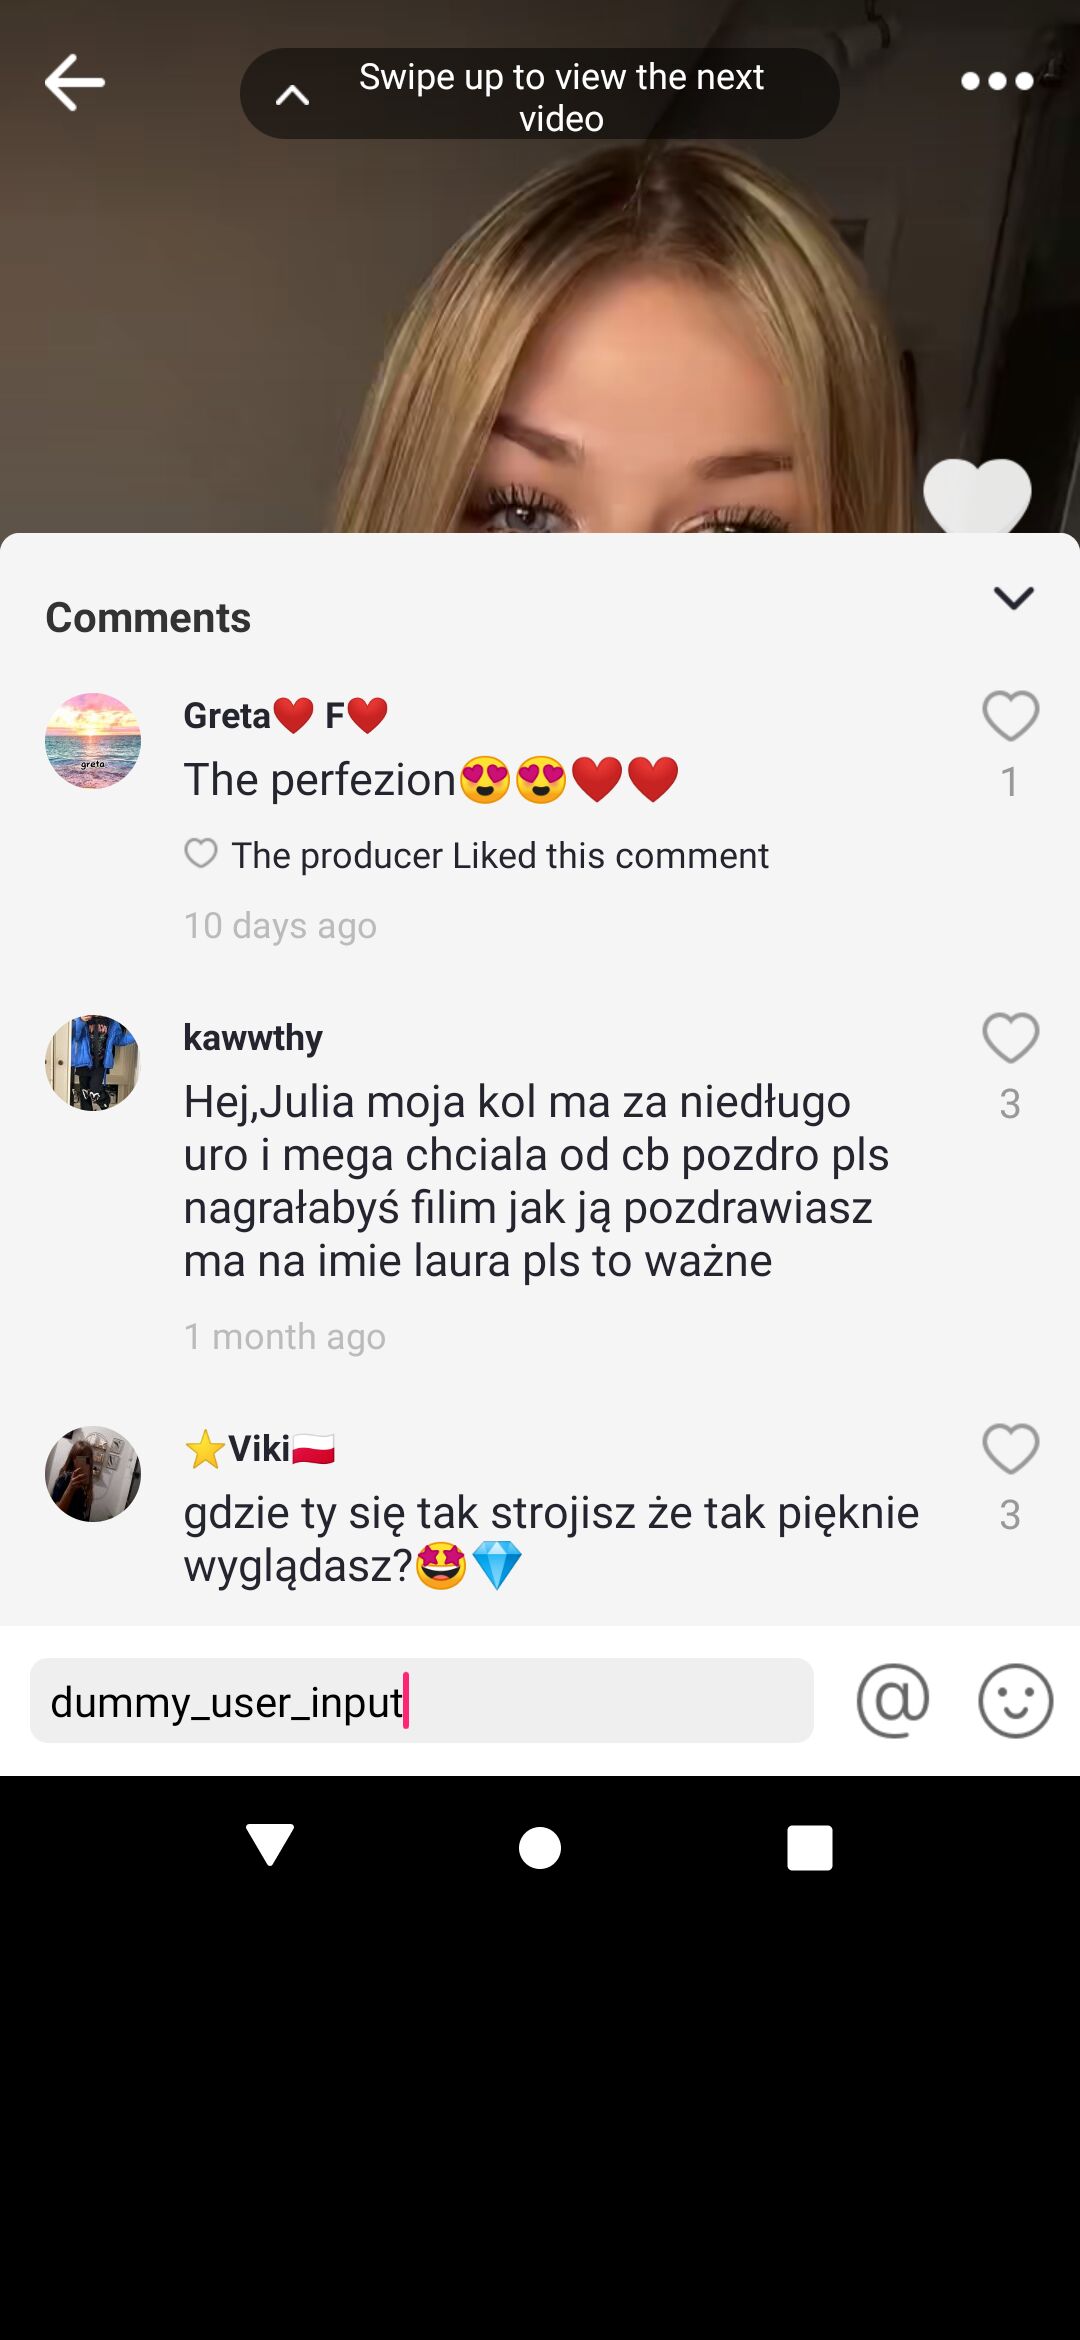 Swipe up to view the next
video
Comments
Greta❤️ F❤️
The perfezion😍😍❤️❤️
1
The producer Liked this comment
10 days ago
kawwthy
Hej,Julia moja kol ma za niedługo
uro i mega chciala od cb pozdro pls
nagrałabyś filim jak ją pozdrawiasz
ma na imie laura pls to ważne
3
1 month ago
⭐Viki🇵🇱
gdzie ty się tak strojisz że tak pięknie
wyglądasz?🤩💎
3
dummy_user_input
@